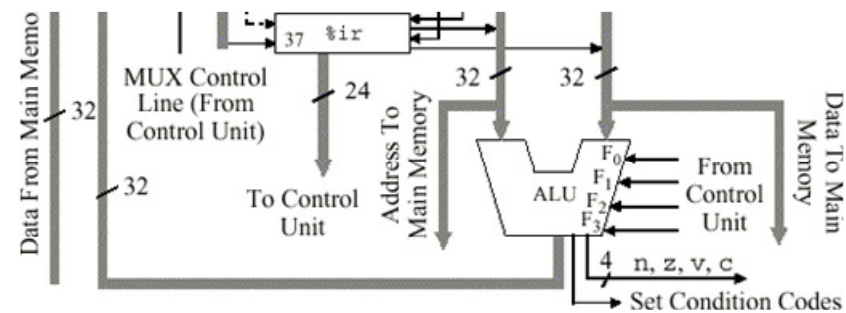 Data From Main Memo
32
32
MUX Control
Line (From
Control Unit)
37
%ir
24
To Control
Unit
32
32
Address To
Main Memory
ALU
F0
F1
F2
F3
From
Control
Unit
Data To Main
Memory
4
n, z, v, c
Set Condition Codes